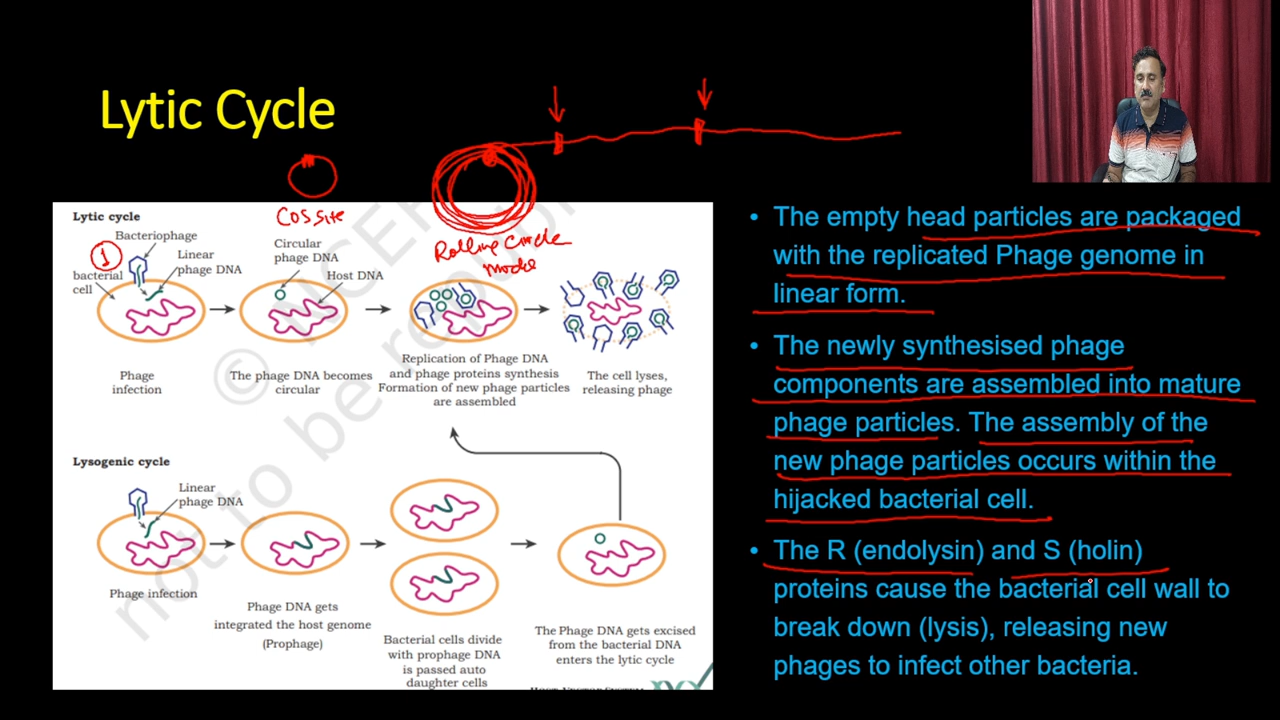 Lytic Cycle
Cos site
Rolling Circle
mode
Lytic cycle
1
Bacteriophage
Linear
phage DNA
bacterial
cell
Circular
phage DNA
Host DNA
Phage
infection
The phage DNA becomes
circular
Replication of Phage DNA
and phage proteins synthesis
Formation of new phage particles
are assembled
The cell lyses,
releasing phage
Lysogenic cycle
Linear
phage DNA
Phage infection
Phage DNA gets
integrated the host genome
(Prophage)
Bacterial cells divide
with prophage DNA
is passed auto
daughter cells
The Phage DNA gets excised
from the bacterial DNA
enters the lytic cycle
not to be
© NCER
• The empty head particles are packaged
with the replicated Phage genome in
linear form.
• The newly synthesised phage
components are assembled into mature
phage particles. The assembly of the
new phage particles occurs within the
hijacked bacterial cell.
• The R (endolysin) and S (holin)
proteins cause the bacterial cell wall to
break down (lysis), releasing new
phages to infect other bacteria.